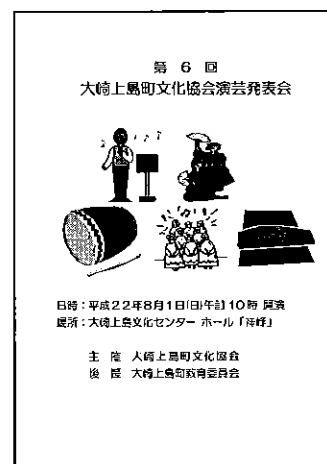 第 6 回
大崎上島町文化協会演芸発表会
日時：平成22年8月1日(日)午前10時 開演
場所：大崎上島文化センター ホール「神峰」
主 催 大崎上島町文化協会
後 援 大崎上島町教育委員会